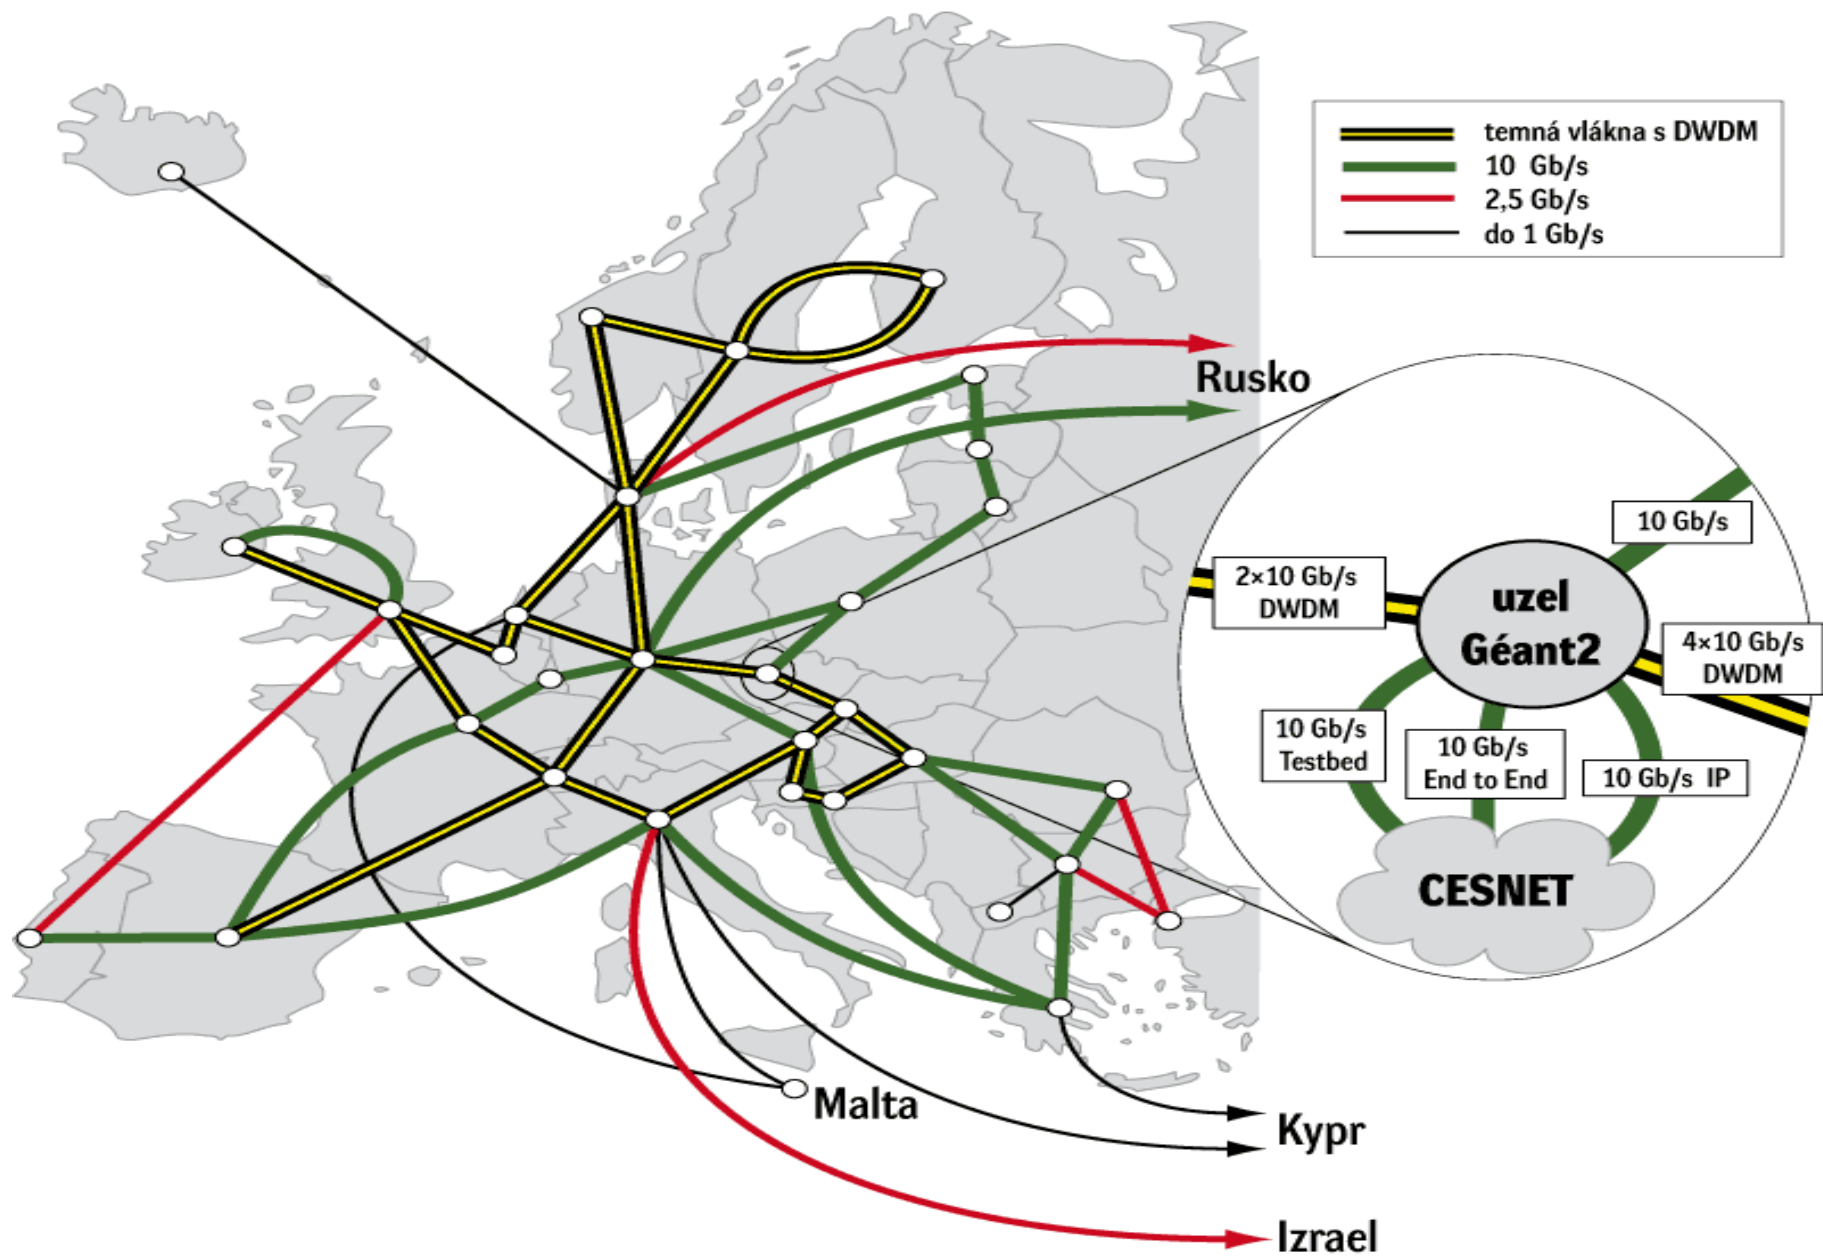 temná vlákna s DWDM
10 Gb/s
2,5 Gb/s
do 1 Gb/s
Rusko
10 Gb/s
2×10 Gb/s
DWDM
uzel
Géant2
4×10 Gb/s
DWDM
10 Gb/s
Testbed
10 Gb/s
End to End
10 Gb/s IP
CESNET
Malta
Kypr
Izrael